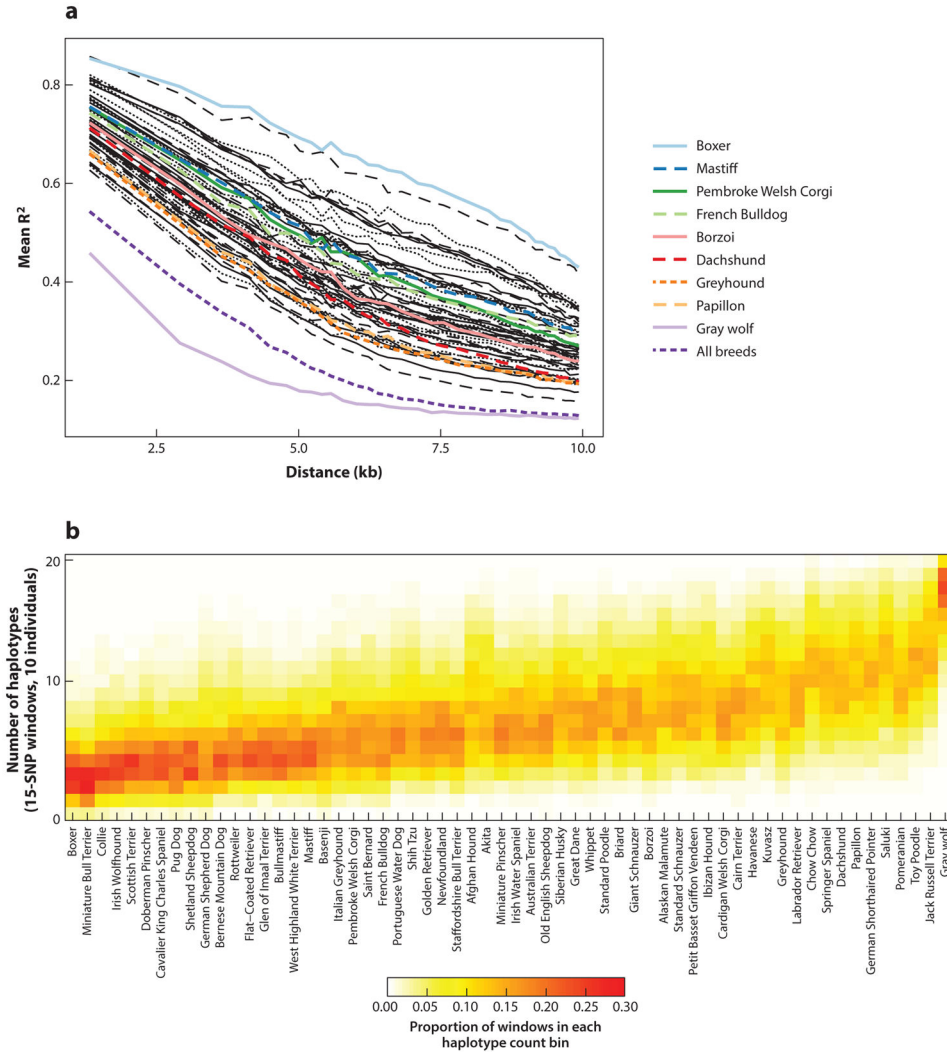 a
0.8
0.6
0.4
0.2
Mean R²
2.5 5.0 7.5 10.0
Distance (kb)
Boxer
Mastiff
Pembroke Welsh Corgi
French Bulldog
Borzoi
Dachshund
Greyhound
Papillon
Gray wolf
All breeds
b
Number of haplotypes
(15-SNP windows, 10 individuals)
20
10
0
Boxer
Miniature Bull Terrier
Collie
Irish Wolfhound
Scottish Terrier
Doberman Pinscher
Cavalier King Charles Spaniel
Pug Dog
Shetland Sheepdog
German Shepherd Dog
Bernese Mountain Dog
Rottweiler
Flat−Coated Retriever
Glen of Imaal Terrier
Bullmastiff
West Highland White Terrier
Mastiff
Basenji
Italian Greyhound
Pembroke Welsh Corgi
Saint Bernard
French Bulldog
Portuguese Water Dog
Shih Tzu
Golden Retriever
Newfoundland
Staffordshire Bull Terrier
Afghan Hound
Akita
Miniature Pinscher
Irish Water Spaniel
Australian Terrier
Old English Sheepdog
Siberian Husky
Great Dane
Whippet
Standard Poodle
Briard
Giant Schnauzer
Borzoi
Alaskan Malamute
Standard Schnauzer
Petit Basset Griffon Vendeen
Ibizan Hound
Cardigan Welsh Corgi
Cairn Terrier
Havanese
Kuvasz
Greyhound
Labrador Retriever
Chow Chow
Springer Spaniel
Dachshund
Papillon
German Shorthaired Pointer
Saluki
Pomeranian
Toy Poodle
Jack Russell Terrier
Gray wolf
0.00 0.05 0.10 0.15 0.20 0.25 0.30
Proportion of windows in each
haplotype count bin